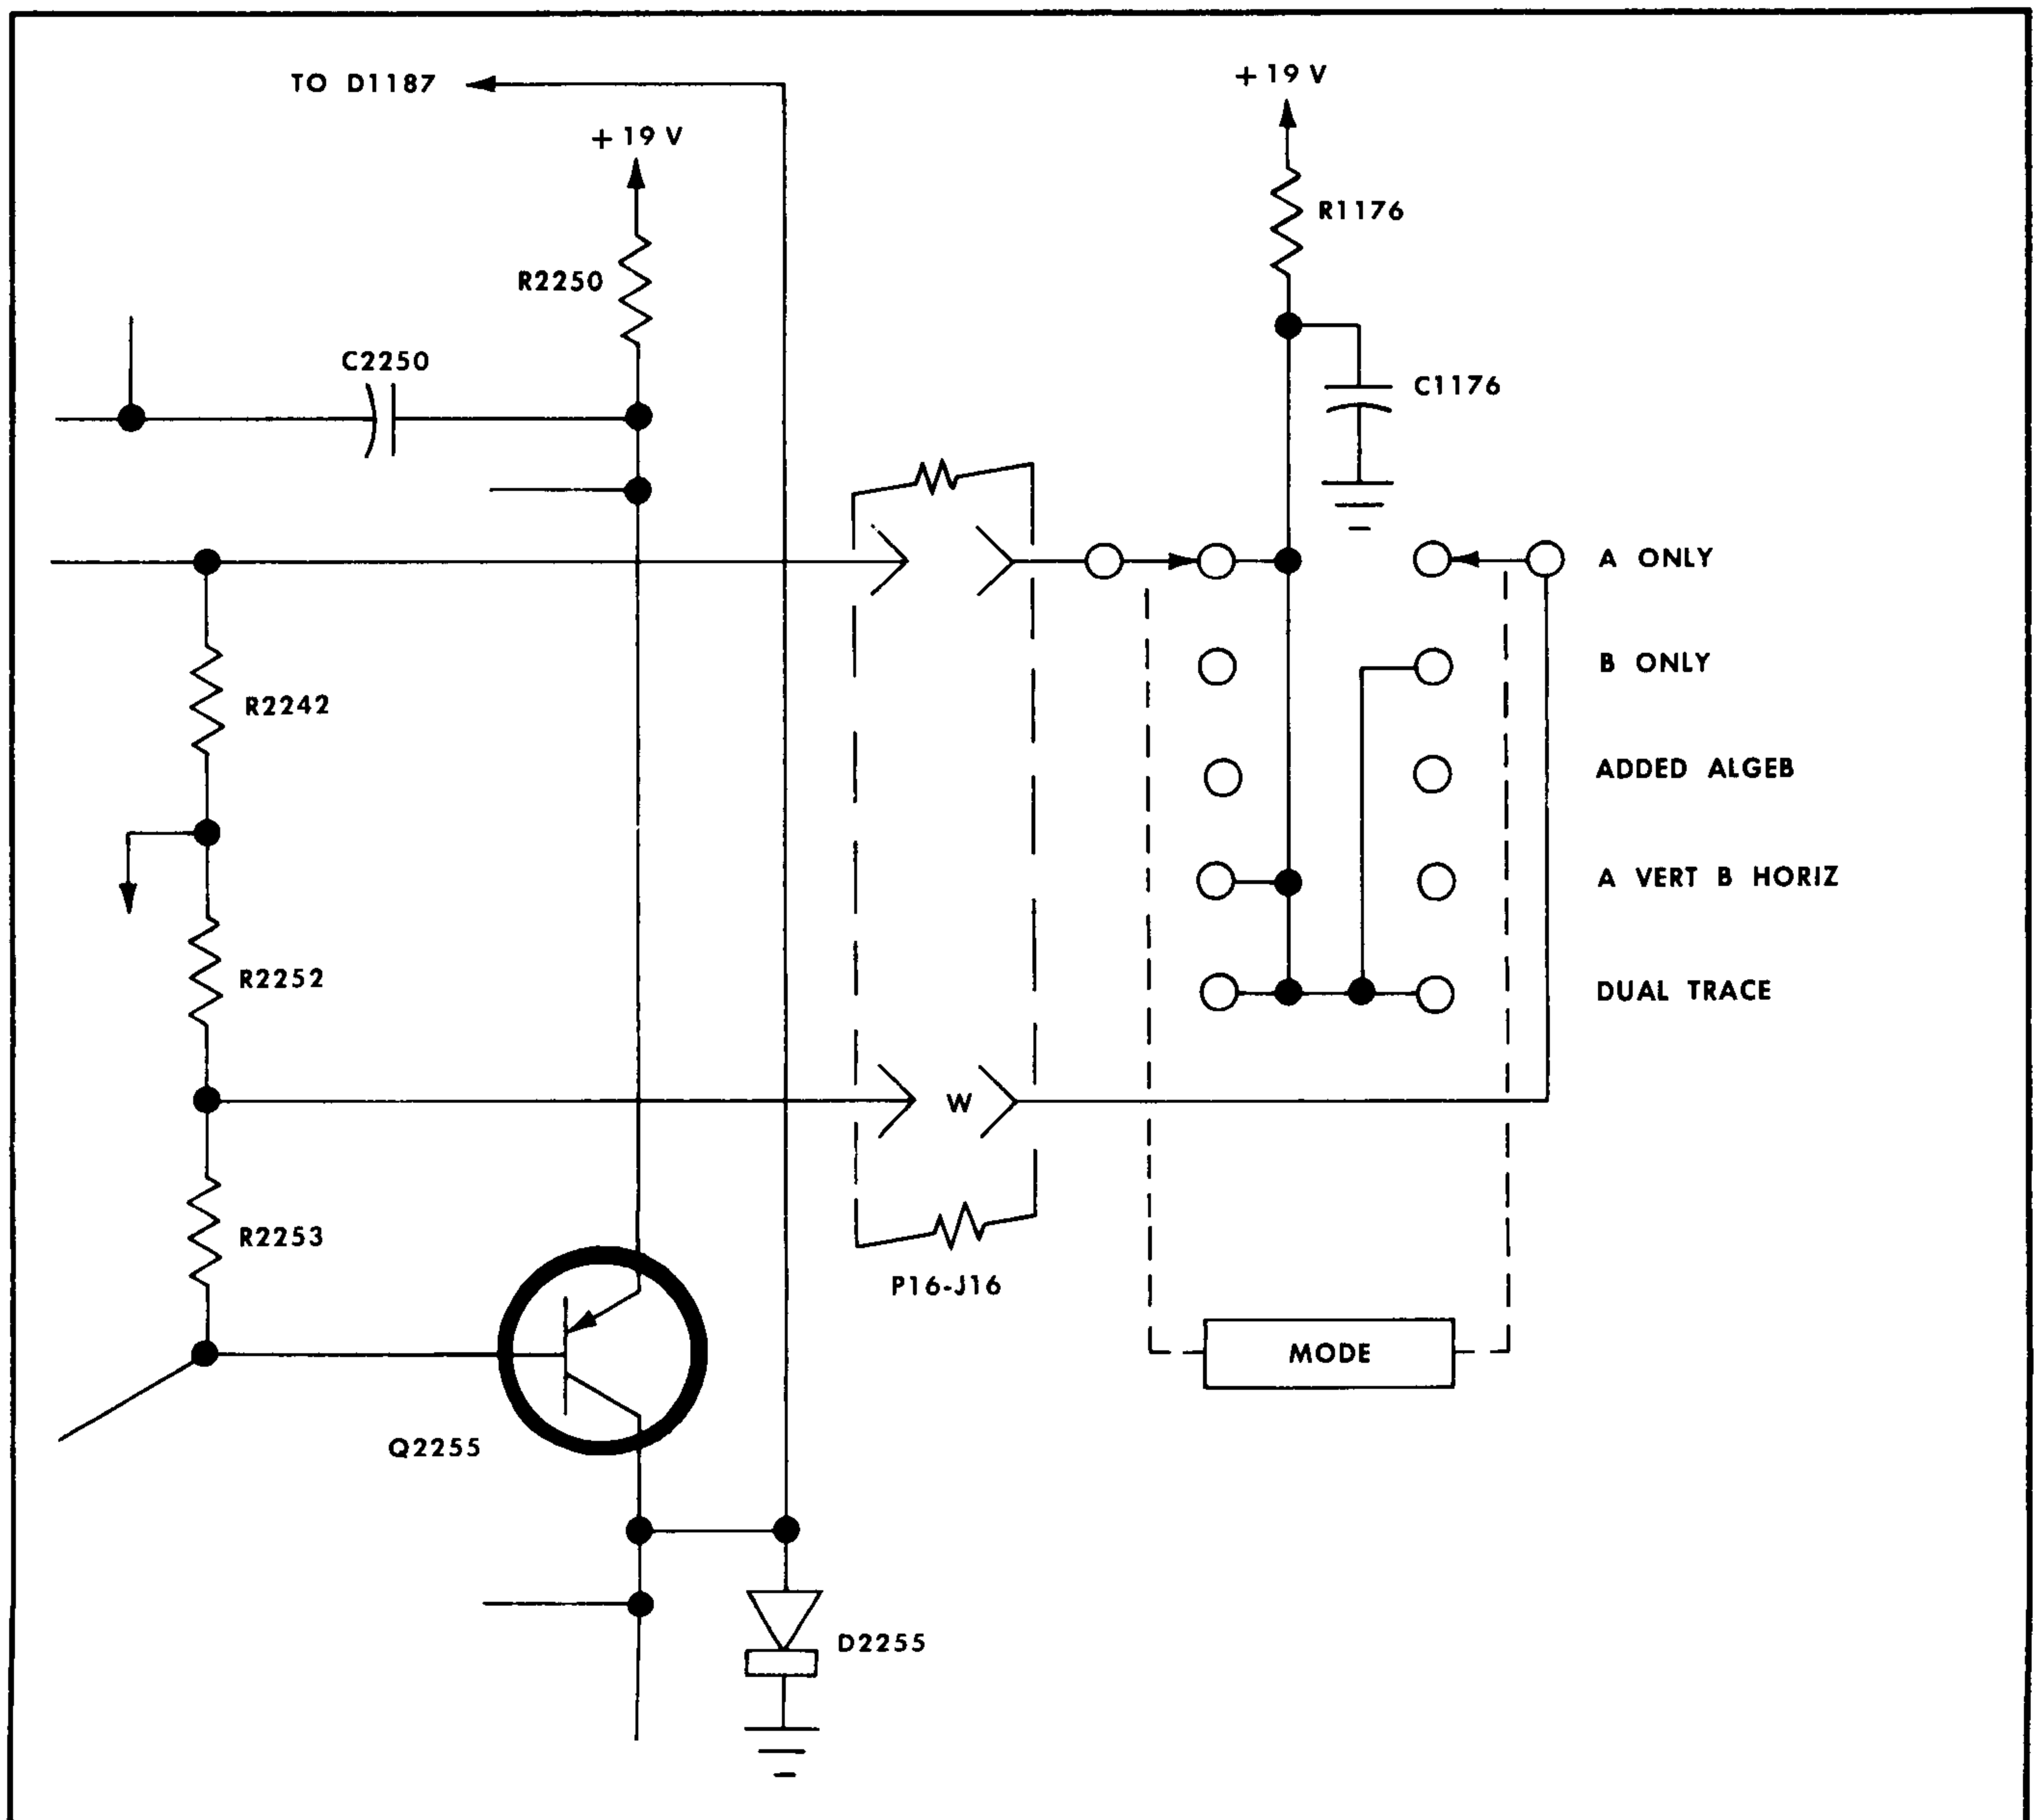 TO D1187
+19 V
+19 V
R1176
R2250
C2250
C1176
A ONLY
B ONLY
R2242
ADDED ALGEB
A VERT B HORIZ
R2252
DUAL TRACE
W
R2253
P16-J16
MODE
Q2255
D2255